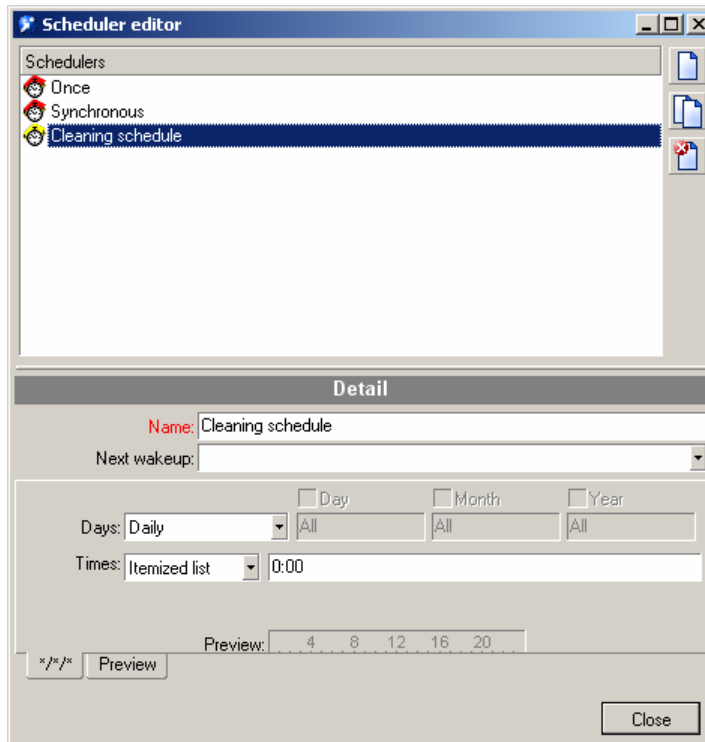 Scheduler editor
Schedulers
Once
Synchronous
Cleaning schedule
Detail
Name: Cleaning schedule
Next wakeup:
Day Month Year
Days: Daily All All All
Times: Itemized list 0:00
Preview: 4 8 12 16 20
*/*/* Preview
Close